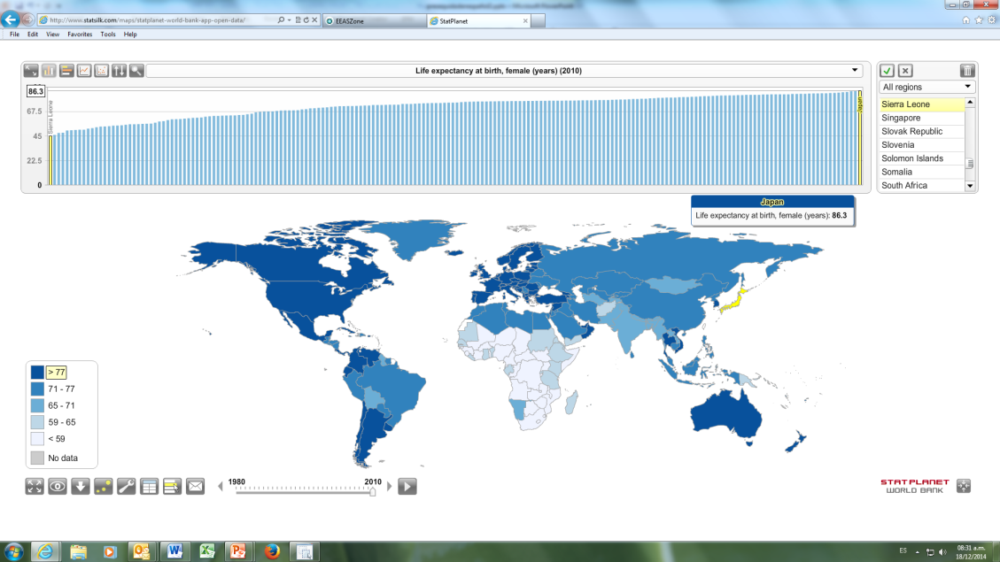 http://www.statsilk.com/maps/statplanet-world-bank-app-open-data/
EEASZone
StatPlanet
File Edit View Favorites Tools Help
Life expectancy at birth, female (years) (2010)
86.3
67.5
45
22.5
0
Sierra Leone
Japan
All regions
Sierra Leone
Singapore
Slovak Republic
Slovenia
Solomon Islands
Somalia
South Africa
Japan
Life expectancy at birth, female (years): 86.3
> 77
71 - 77
65 - 71
59 - 65
< 59
No data
1980
2010
STATPLANET
WORLD BANK
ES
08:31 a.m.
18/12/2014